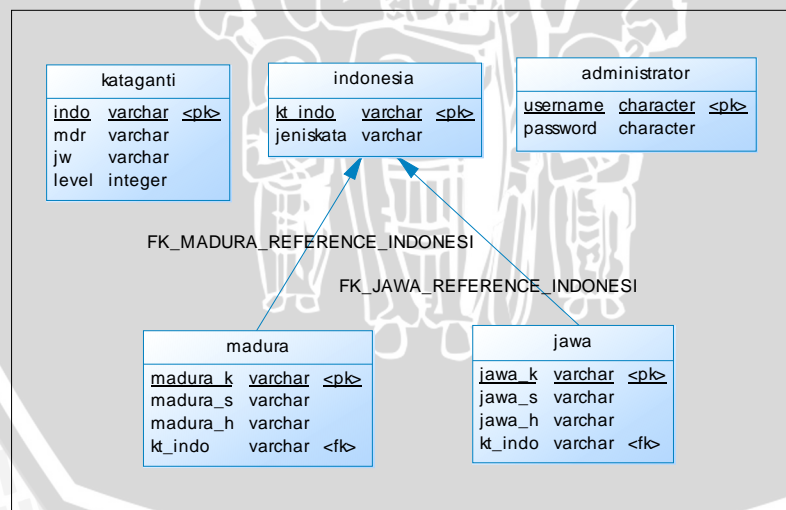 kataganti
indo varchar <pk>
mdr varchar
jw varchar
level integer
indonesia
kt_indo varchar <pk>
jeniskata varchar
administrator
username character <pk>
password character
FK_MADURA_REFERENCE_INDONESI
FK_JAWA_REFERENCE_INDONESI
madura
madura_k varchar <pk>
madura_s varchar
madura_h varchar
kt_indo varchar <fk>
jawa
jawa_k varchar <pk>
jawa_s varchar
jawa_h varchar
kt_indo varchar <fk>